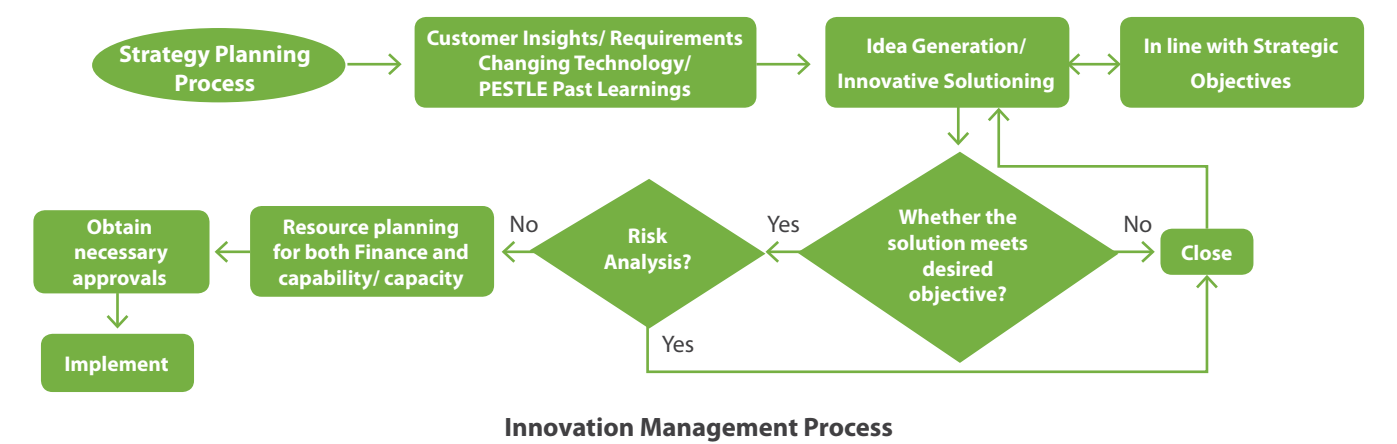 Strategy Planning
Process
Customer Insights/ Requirements
Changing Technology/
PESTLE Past Learnings
Idea Generation/
Innovative Solutioning
In line with Strategic
Objectives
Whether the
solution meets
desired
objective?
No
Close
Yes
Risk
Analysis?
Yes
No
Resource planning
for both Finance and
capability/ capacity
Obtain
necessary
approvals
Implement
Innovation Management Process